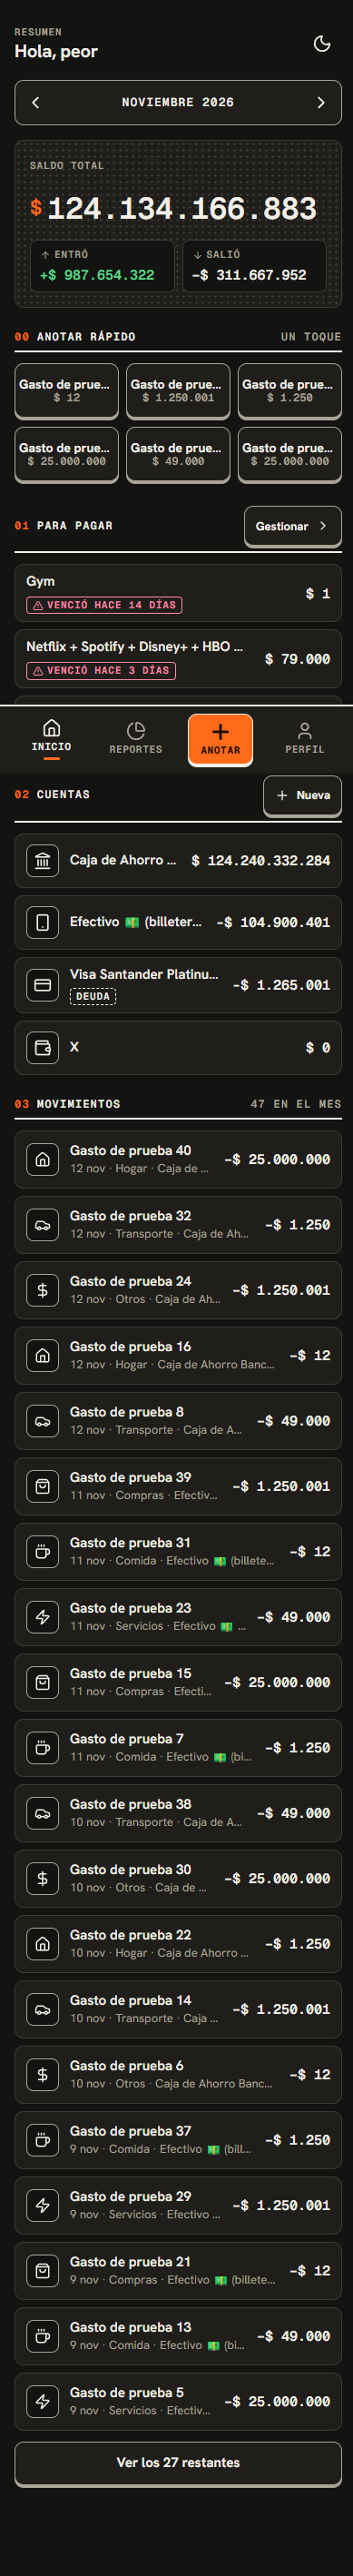 RESUMEN
Hola, peor
NOVIEMBRE 2026
SALDO TOTAL
$124.134.166.883
↑ ENTRÓ
+$ 987.654.322
↓ SALIÓ
−$ 311.667.952
00 ANOTAR RÁPIDO
UN TOQUE
Gasto de prue...
$ 12
Gasto de prue...
$ 1.250.001
Gasto de prue...
$ 1.250
Gasto de prue...
$ 25.000.000
Gasto de prue...
$ 49.000
Gasto de prue...
$ 25.000.000
01 PARA PAGAR
Gestionar
Gym
VENCIÓ HACE 14 DÍAS
$ 1
Netflix + Spotify + Disney+ + HBO ...
VENCIÓ HACE 3 DÍAS
$ 79.000
INICIO
REPORTES
ANOTAR
PERFIL
02 CUENTAS
+ Nueva
Caja de Ahorro ...
$ 124.240.332.284
Efectivo 💵 (billeter...
−$ 104.900.401
Visa Santander Platinu...
DEUDA
−$ 1.265.001
X
$ 0
03 MOVIMIENTOS
47 EN EL MES
Gasto de prueba 40
12 nov · Hogar · Caja de ...
−$ 25.000.000
Gasto de prueba 32
12 nov · Transporte · Caja de Ah...
−$ 1.250
Gasto de prueba 24
12 nov · Otros · Caja de Ah...
−$ 1.250.001
Gasto de prueba 16
12 nov · Hogar · Caja de Ahorro Banc...
−$ 12
Gasto de prueba 8
12 nov · Transporte · Caja de A...
−$ 49.000
Gasto de prueba 39
11 nov · Compras · Efectiv...
−$ 1.250.001
Gasto de prueba 31
11 nov · Comida · Efectivo 💵 (billete...
−$ 12
Gasto de prueba 23
11 nov · Servicios · Efectivo 💵 ...
−$ 49.000
Gasto de prueba 15
11 nov · Compras · Efecti...
−$ 25.000.000
Gasto de prueba 7
11 nov · Comida · Efectivo 💵 (bi...
−$ 1.250
Gasto de prueba 38
10 nov · Transporte · Caja de A...
−$ 49.000
Gasto de prueba 30
10 nov · Otros · Caja de ...
−$ 25.000.000
Gasto de prueba 22
10 nov · Hogar · Caja de Ahorro ...
−$ 1.250
Gasto de prueba 14
10 nov · Transporte · Caja ...
−$ 1.250.001
Gasto de prueba 6
10 nov · Otros · Caja de Ahorro Banc...
−$ 12
Gasto de prueba 37
9 nov · Comida · Efectivo 💵 (bill...
−$ 1.250
Gasto de prueba 29
9 nov · Servicios · Efectivo ...
−$ 1.250.001
Gasto de prueba 21
9 nov · Compras · Efectivo 💵 (billete...
−$ 12
Gasto de prueba 13
9 nov · Comida · Efectivo 💵 (bi...
−$ 49.000
Gasto de prueba 5
9 nov · Servicios · Efectiv...
−$ 25.000.000
Ver los 27 restantes